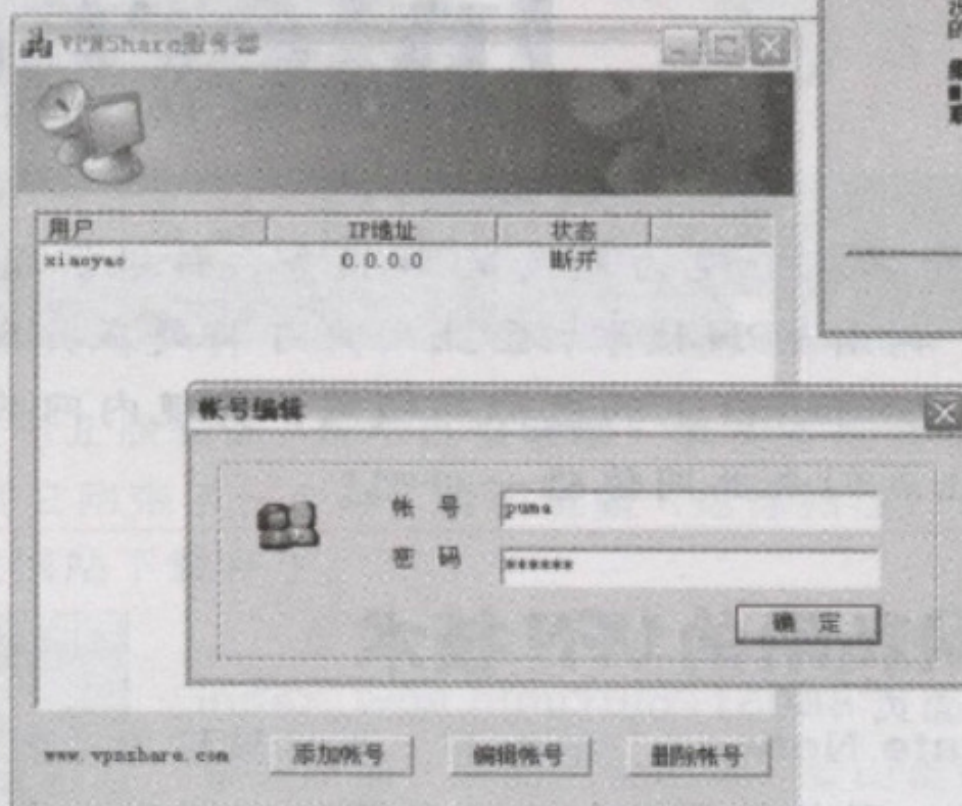 VPNShare服务器
用户 IP地址 状态
xiaoyao 0.0.0.0 断开
帐号编辑
帐 号 puma
密 码 ******
确 定
www.vpnshare.com 添加帐号 编辑帐号 删除帐号